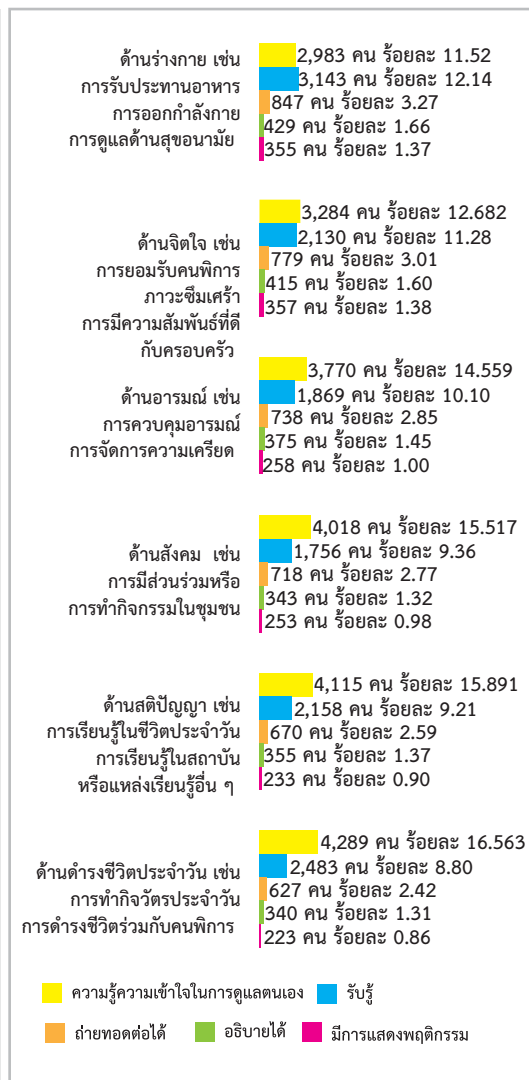 ด้านร่างกาย เช่น
การรับประทานอาหาร
การออกกำลังกาย
การดูแลด้านสุขอนามัย
2,983 คน ร้อยละ 11.52
3,143 คน ร้อยละ 12.14
847 คน ร้อยละ 3.27
429 คน ร้อยละ 1.66
355 คน ร้อยละ 1.37
ด้านจิตใจ เช่น
การยอมรับคนพิการ
ภาวะซึมเศร้า
การมีความสัมพันธ์ที่ดี
กับครอบครัว
3,284 คน ร้อยละ 12.682
2,130 คน ร้อยละ 11.28
779 คน ร้อยละ 3.01
415 คน ร้อยละ 1.60
357 คน ร้อยละ 1.38
ด้านอารมณ์ เช่น
การควบคุมอารมณ์
การจัดการความเครียด
3,770 คน ร้อยละ 14.559
1,869 คน ร้อยละ 10.10
738 คน ร้อยละ 2.85
375 คน ร้อยละ 1.45
258 คน ร้อยละ 1.00
ด้านสังคม เช่น
การมีส่วนร่วมหรือ
การทำกิจกรรมในชุมชน
4,018 คน ร้อยละ 15.517
1,756 คน ร้อยละ 9.36
718 คน ร้อยละ 2.77
343 คน ร้อยละ 1.32
253 คน ร้อยละ 0.98
ด้านสติปัญญา เช่น
การเรียนรู้ในชีวิตประจำวัน
การเรียนรู้ในสถาบัน
หรือแหล่งเรียนรู้อื่น ๆ
4,115 คน ร้อยละ 15.891
2,158 คน ร้อยละ 9.21
670 คน ร้อยละ 2.59
355 คน ร้อยละ 1.37
233 คน ร้อยละ 0.90
ด้านดำรงชีวิตประจำวัน เช่น
การทำกิจวัตรประจำวัน
การดำรงชีวิตร่วมกับคนพิการ
4,289 คน ร้อยละ 16.563
2,483 คน ร้อยละ 8.80
627 คน ร้อยละ 2.42
340 คน ร้อยละ 1.31
223 คน ร้อยละ 0.86
ความรู้ความเข้าใจในการดูแลตนเอง รับรู้
ถ่ายทอดต่อได้ อธิบายได้ มีการแสดงพฤติกรรม